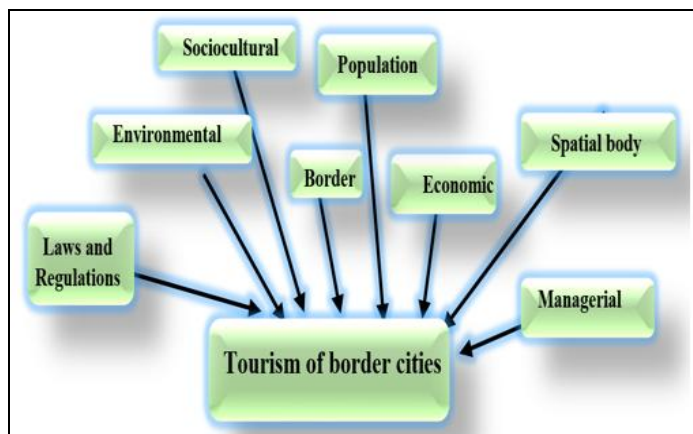 Sociocultural
Population
Environmental
Spatial body
Border
Economic
Laws and
Regulations
Managerial
Tourism of border cities